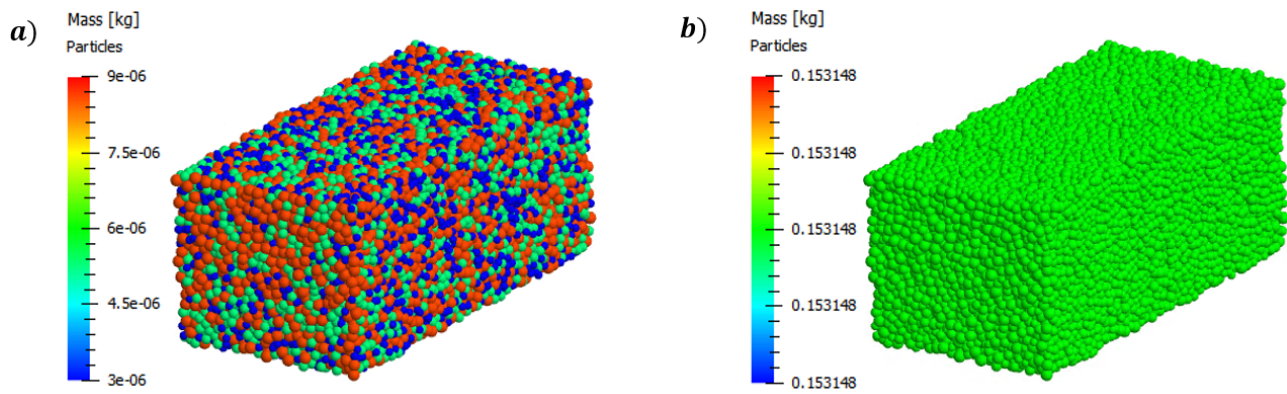 a)
Mass [kg]
Particles
9e-06
7.5e-06
6e-06
4.5e-06
3e-06
b)
Mass [kg]
Particles
0.153148
0.153148
0.153148
0.153148
0.153148